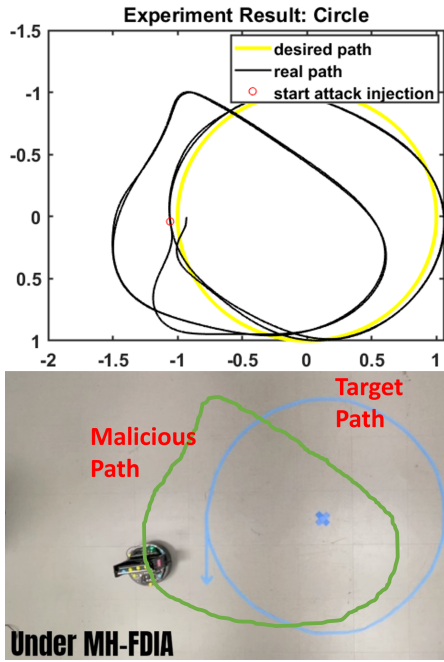 Experiment Result: Circle
desired path
real path
start attack injection
-1.5
-1
-0.5
0
0.5
1
-2
-1.5
-1
-0.5
0
0.5
1
Target
Path
Malicious
Path
Under MH-FDIA